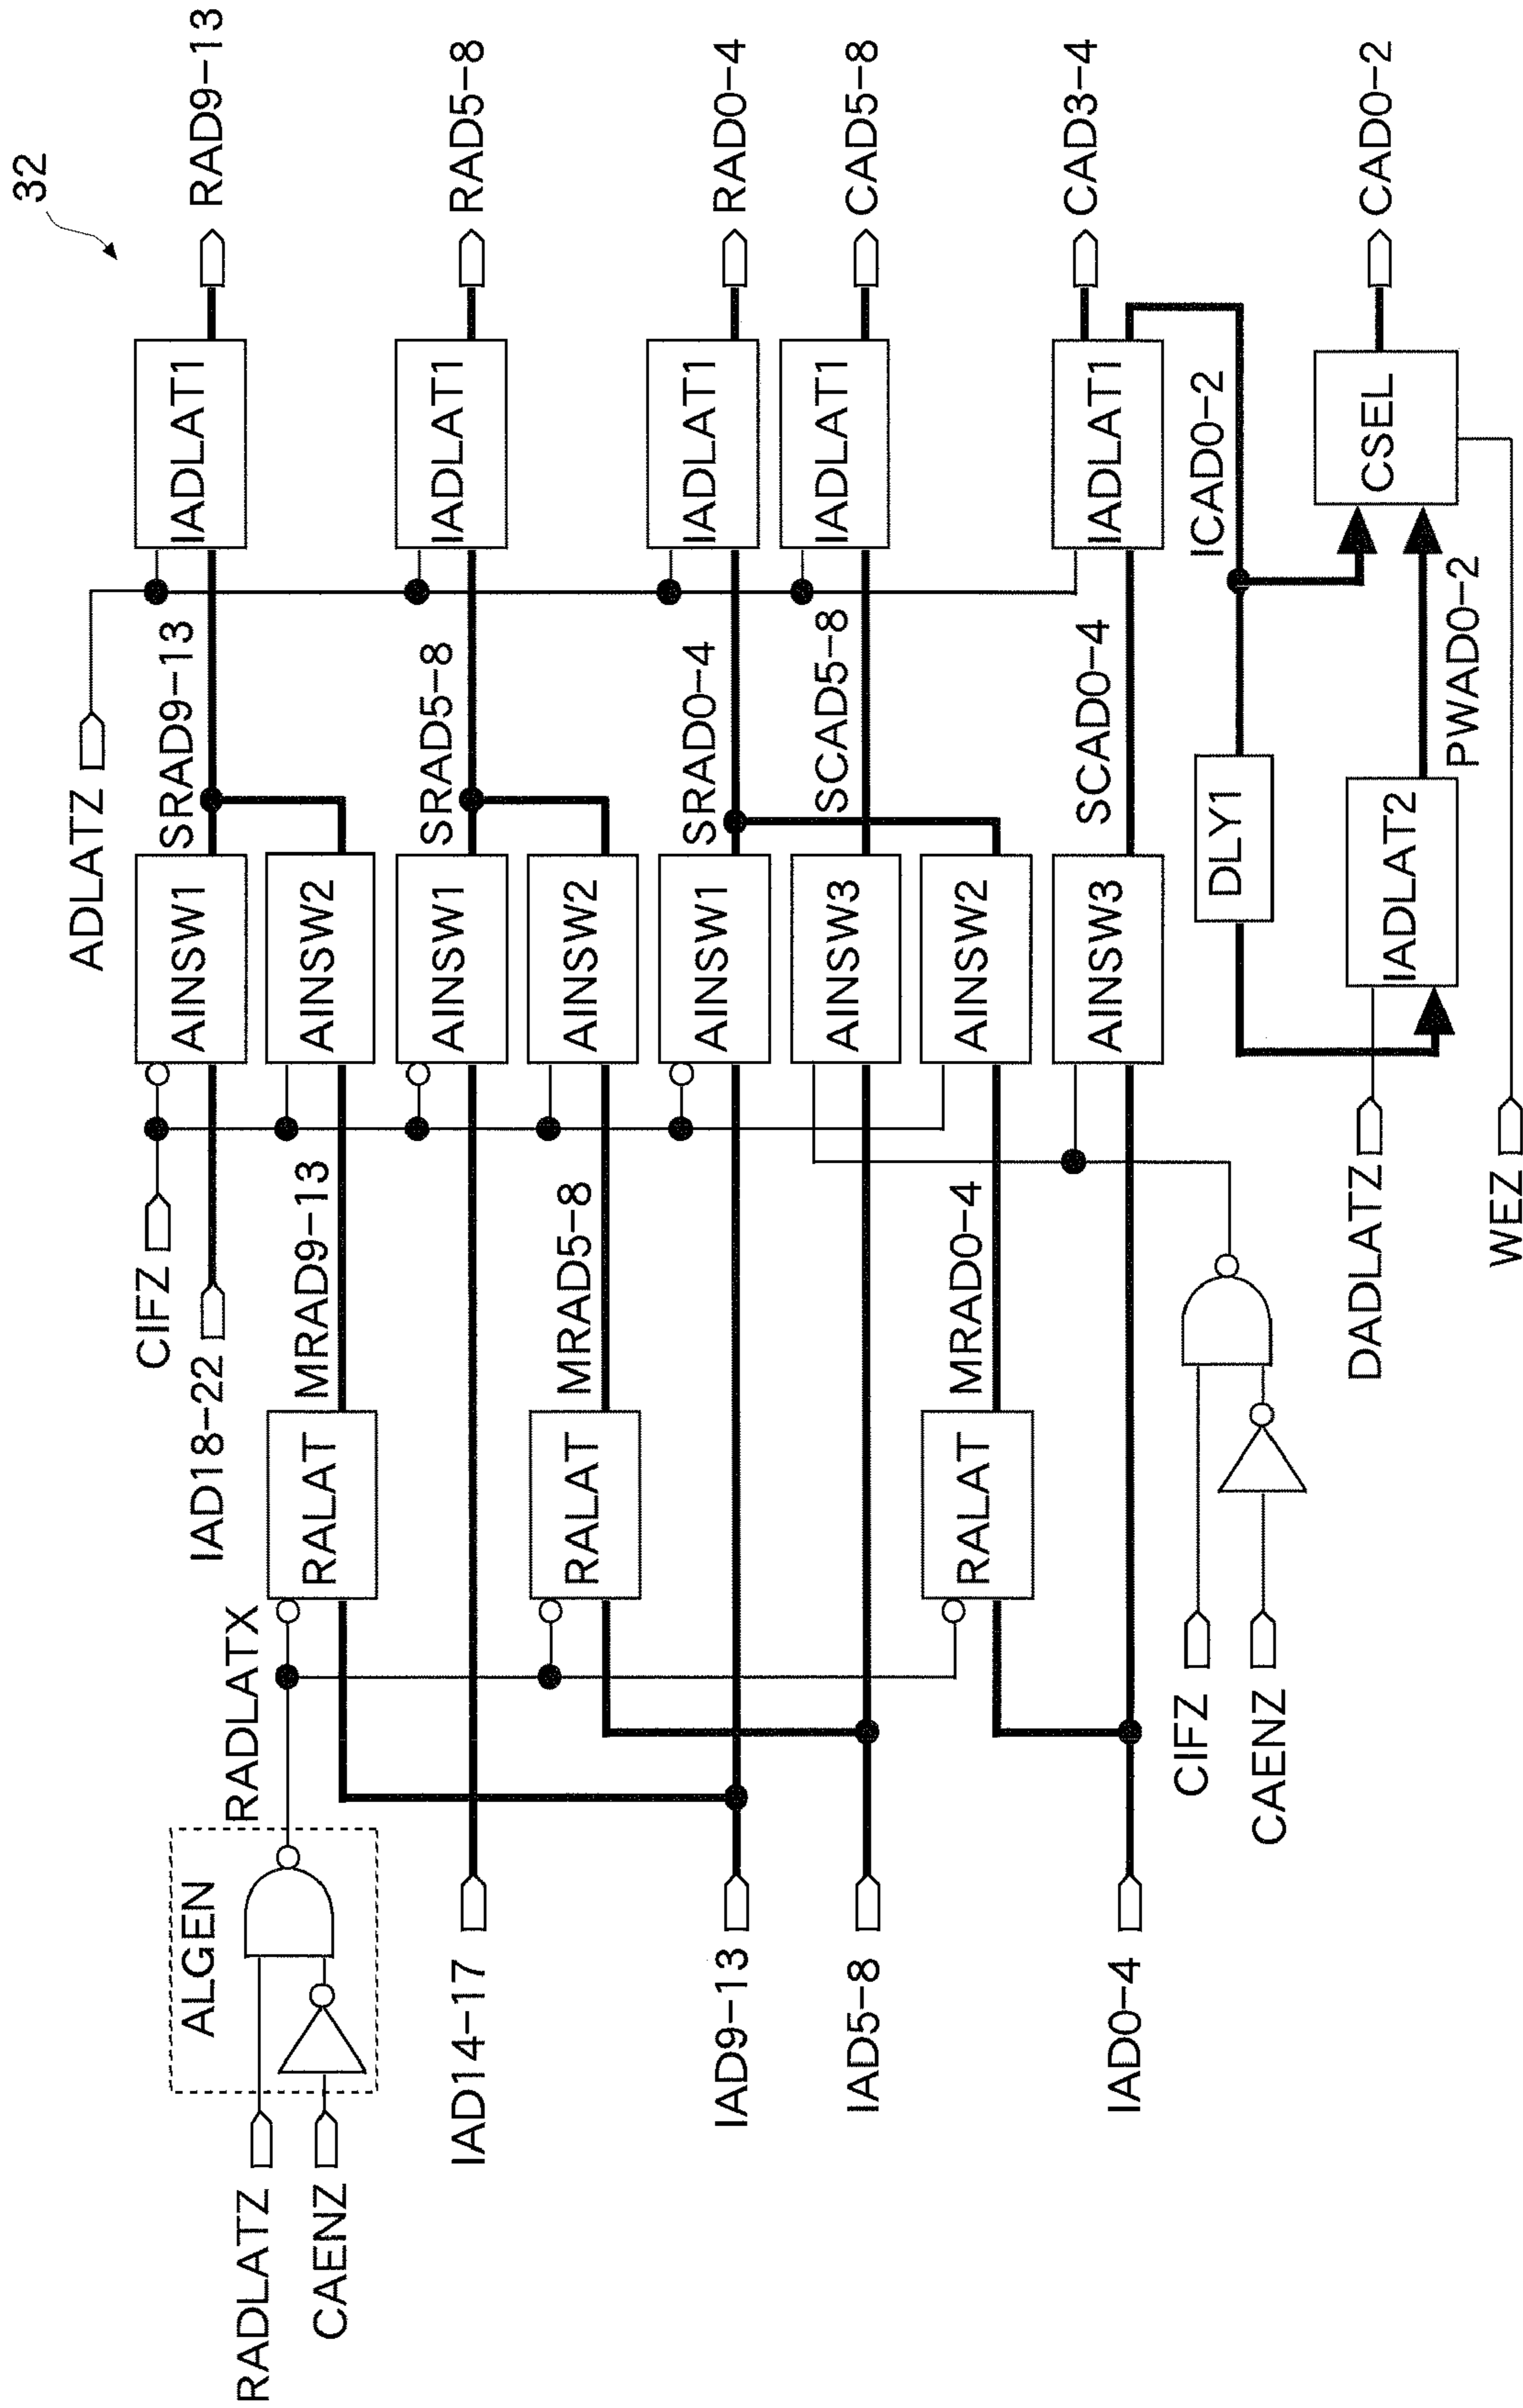 32
RADLATZ
CAENZ
ALGEN
RADLATX
IAD14-17
IAD9-13
IAD5-8
IAD0-4
CIFZ
IAD18-22
RALAT
RALAT
RALAT
MRAD9-13
MRAD5-8
MRAD0-4
CIFZ
CAENZ
ADLATZ
AINSW1
AINSW2
AINSW1
AINSW2
AINSW1
AINSW3
AINSW2
AINSW3
SRAD9-13
SRAD5-8
SRAD0-4
SCAD5-8
SCAD0-4
IADLAT1
IADLAT1
IADLAT1
IADLAT1
IADLAT1
DLY1
ICAD0-2
DADLATZ
IADLAT2
PWAD0-2
CSEL
WEZ
RAD9-13
RAD5-8
RAD0-4
CAD5-8
CAD3-4
CAD0-2